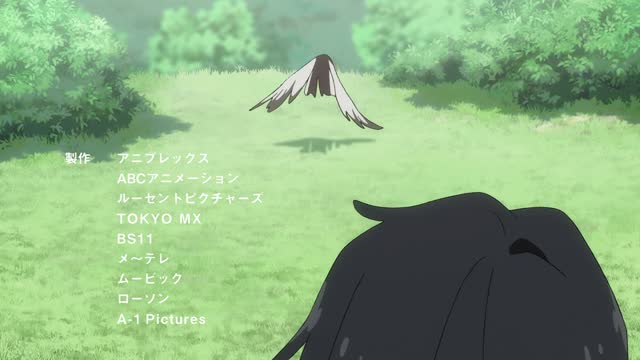 製作 アニプレックス
ABCアニメーション
ルーセントピクチャーズ
TOKYO MX
BS11
メ〜テレ
ムービック
ローソン
A-1 Pictures